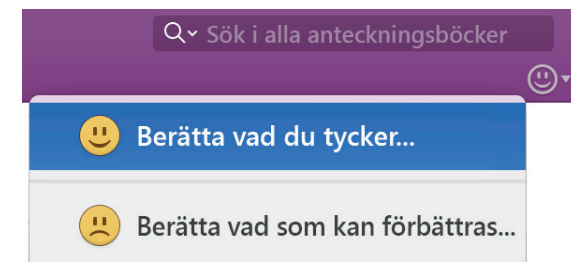 Sök i alla anteckningsböcker
Berätta vad du tycker...
Berätta vad som kan förbättras...